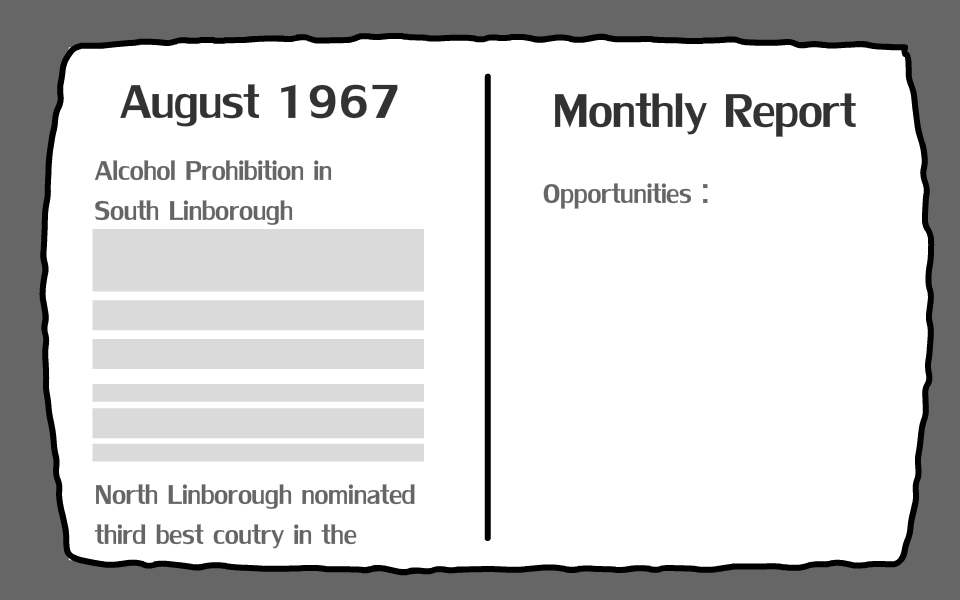 August 1967
Alcohol Prohibition in
South Linborough
North Linborough nominated
third best coutry in the
Monthly Report
Opportunities :